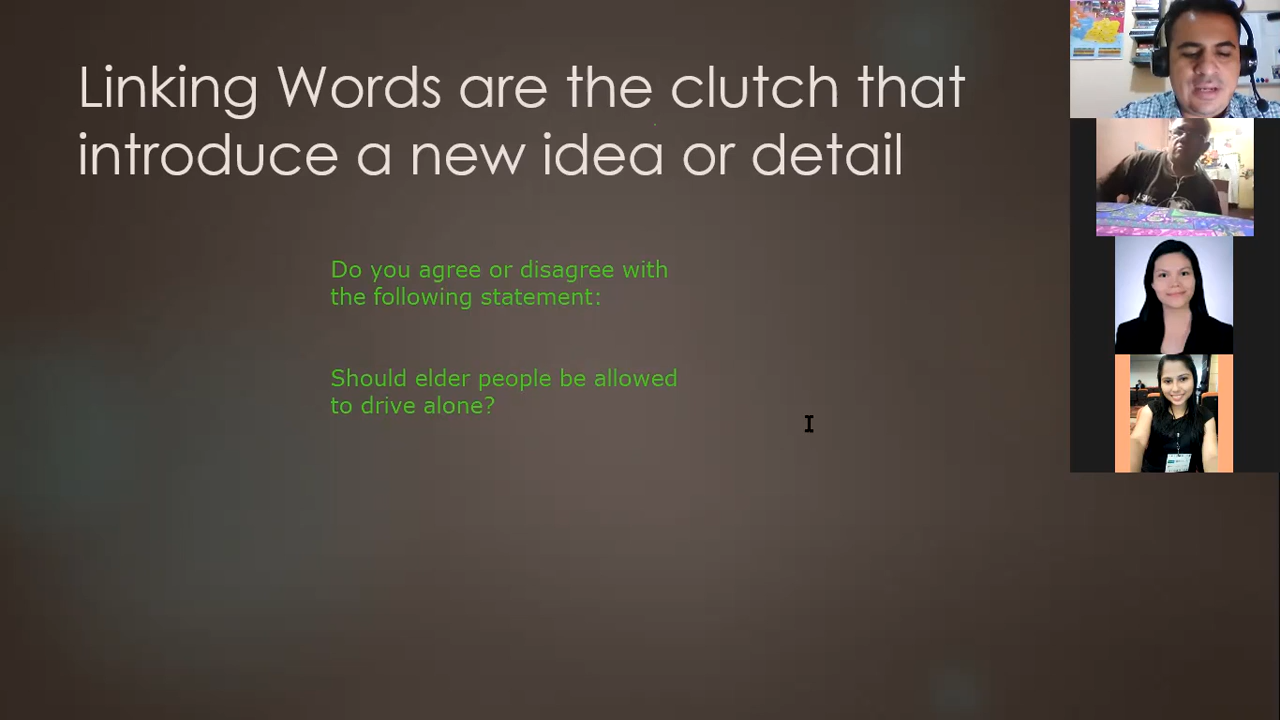 Linking Words are the clutch that
introduce a new idea or detail
Do you agree or disagree with
the following statement:
Should elder people be allowed
to drive alone?